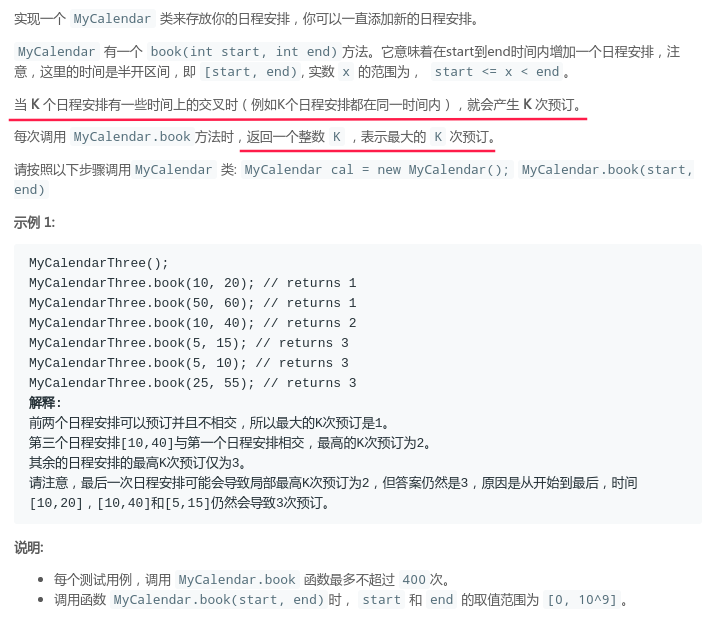 实现一个 MyCalendar 类来存放你的日程安排，你可以一直添加新的日程安排。
MyCalendar 有一个 book(int start, int end)方法。它意味着在start到end时间内增加一个日程安排，注
意，这里的时间是半开区间，即 [start, end), 实数 x 的范围为， start <= x < end。
当 K 个日程安排有一些时间上的交叉时（例如K个日程安排都在同一时间内），就会产生 K 次预订。
每次调用 MyCalendar.book方法时，返回一个整数 K ，表示最大的 K 次预订。
请按照以下步骤调用MyCalendar 类: MyCalendar cal = new MyCalendar(); MyCalendar.book(start,
end)
示例 1:
MyCalendarThree();
MyCalendarThree.book(10, 20); // returns 1
MyCalendarThree.book(50, 60); // returns 1
MyCalendarThree.book(10, 40); // returns 2
MyCalendarThree.book(5, 15); // returns 3
MyCalendarThree.book(5, 10); // returns 3
MyCalendarThree.book(25, 55); // returns 3
解释:
前两个日程安排可以预订并且不相交，所以最大的K次预订是1。
第三个日程安排[10,40]与第一个日程安排相交，最高的K次预订为2。
其余的日程安排的最高K次预订仅为3。
请注意，最后一次日程安排可能会导致局部最高K次预订为2，但答案仍然是3，原因是从开始到最后，时间
[10,20]，[10,40]和[5,15]仍然会导致3次预订。
说明:
每个测试用例，调用 MyCalendar.book 函数最多不超过 400 次。
调用函数 MyCalendar.book(start, end)时， start 和 end 的取值范围为 [0, 10^9]。